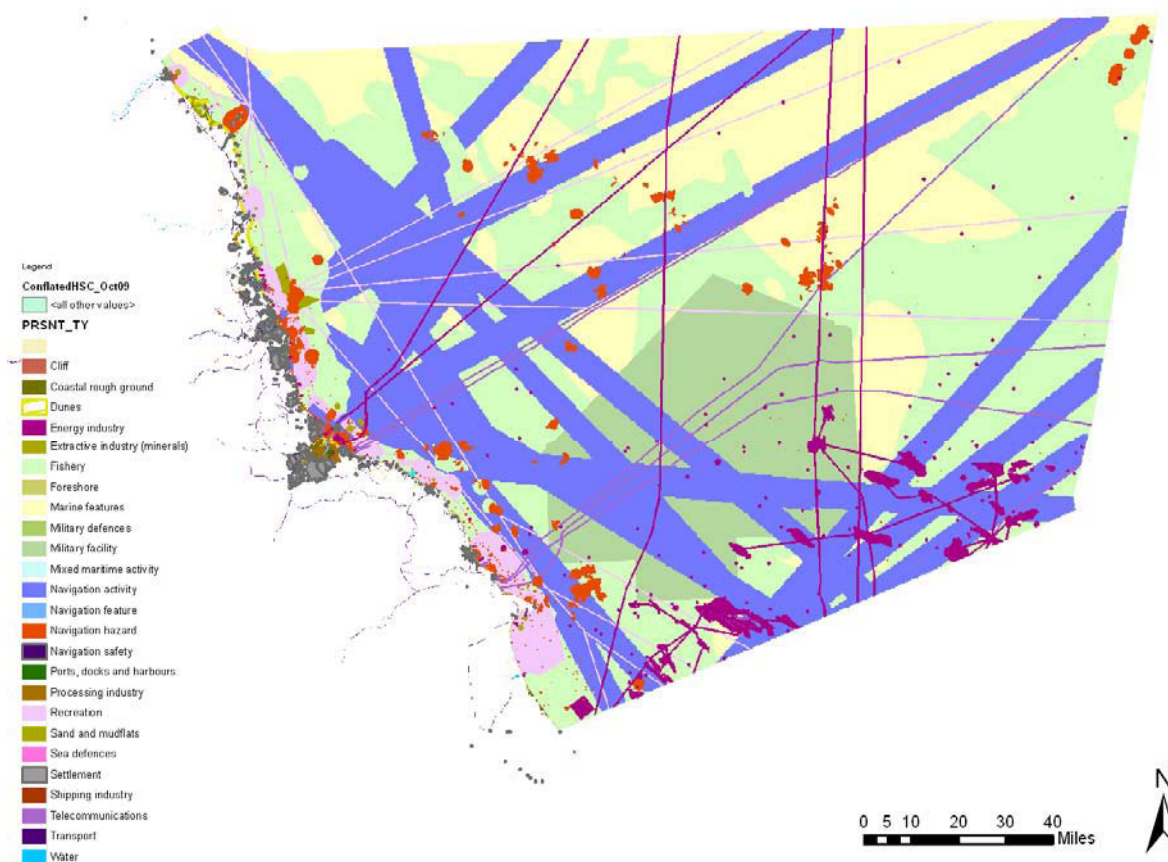 Legend
ConflatedHSC_Oct09
<all other values>
PRSNT_TY
Cliff
Coastal rough ground
Dunes
Energy industry
Extractive industry (minerals)
Fishery
Foreshore
Marine features
Military defences
Military facility
Mixed maritime activity
Navigation activity
Navigation feature
Navigation hazard
Navigation safety
Ports, docks and harbours
Processing industry
Recreation
Sand and mudflats
Sea defences
Settlement
Shipping industry
Telecommunications
Transport
Water
N
0 5 10 20 30 40
Miles